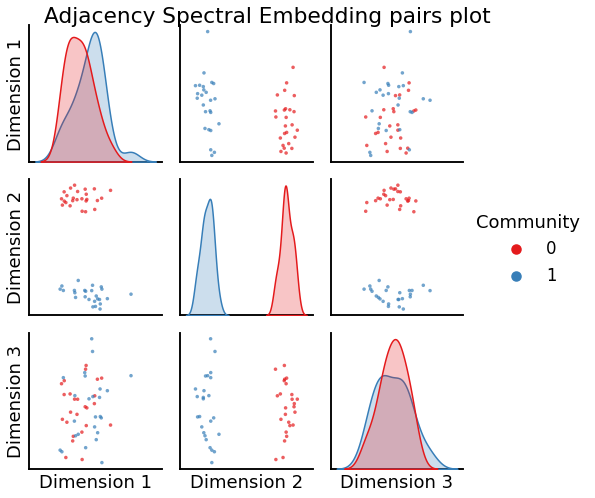 Adjacency Spectral Embedding pairs plot
Dimension 1
Dimension 2
Dimension 3
Community
0
1
Dimension 1
Dimension 2
Dimension 3